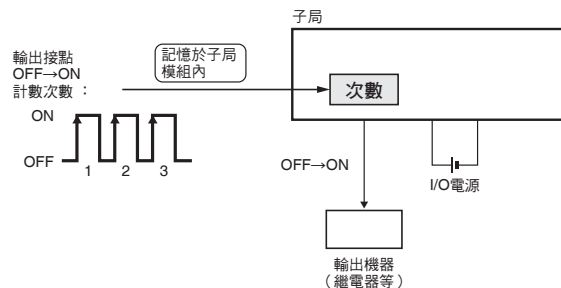 子局
輸出接點
OFF→ON
計數次數：
記憶於子局
模組內
次數
ON
OFF
1 2 3
OFF→ON
I/O電源
輸出機器
（繼電器等）